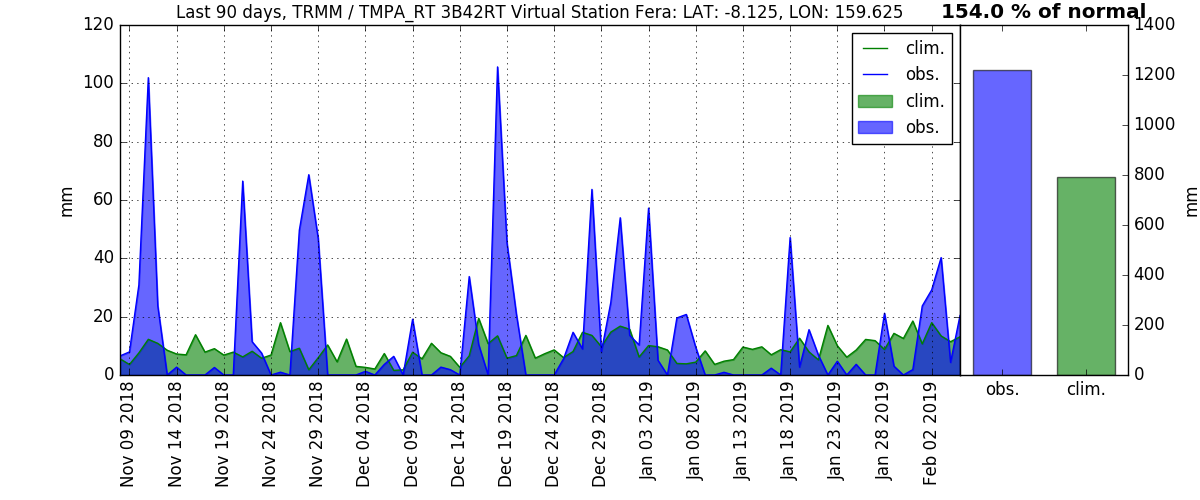 Last 90 days, TRMM / TMPA_RT 3B42RT Virtual Station Fera: LAT: -8.125, LON: 159.625
154.0 % of normal
120
100
80
60
40
20
0
mm
clim.
obs.
clim.
obs.
1400
1200
1000
800
600
400
200
0
mm
obs.
clim.
Nov 09 2018
Nov 14 2018
Nov 19 2018
Nov 24 2018
Nov 29 2018
Dec 04 2018
Dec 09 2018
Dec 14 2018
Dec 19 2018
Dec 24 2018
Dec 29 2018
Jan 03 2019
Jan 08 2019
Jan 13 2019
Jan 18 2019
Jan 23 2019
Jan 28 2019
Feb 02 2019